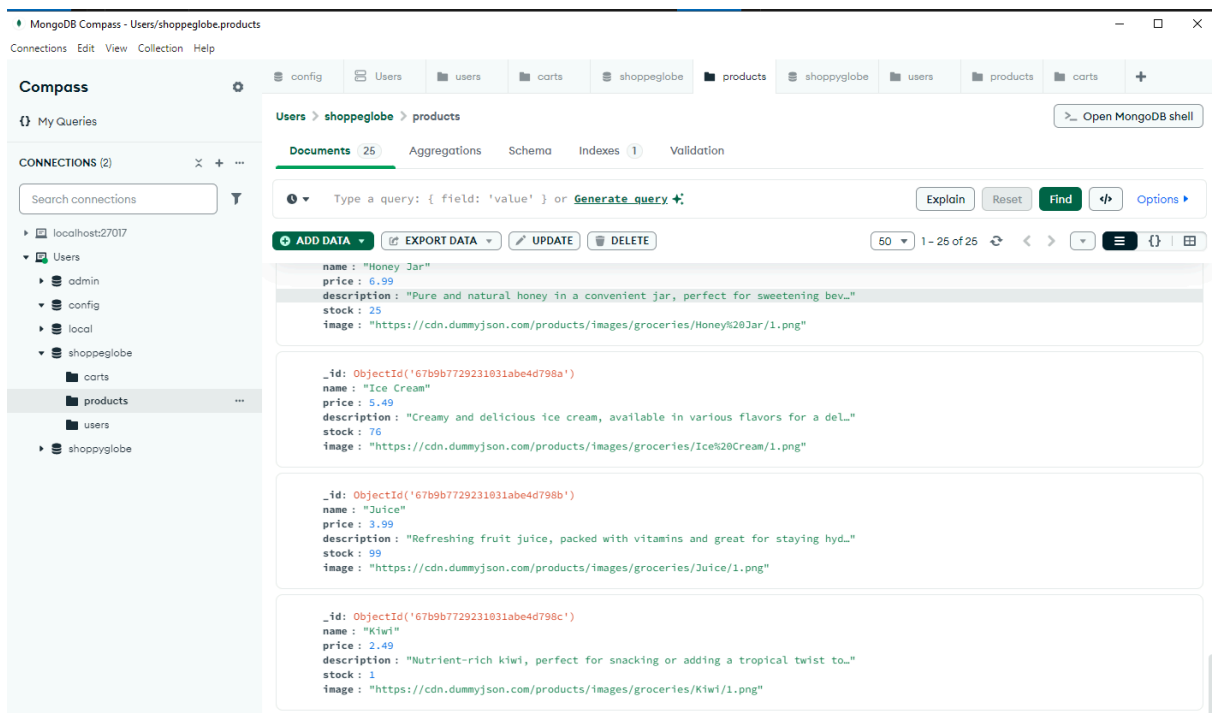 MongoDB Compass - Users/shoppeglobe.products
Connections Edit View Collection Help
Compass
{} My Queries
CONNECTIONS (2)
Search connections
localhost:27017
Users
admin
config
local
shoppeglobe
carts
products
users
shoppyglobe
config Users users carts shoppeglobe products shoppyglobe users products carts +
Users > shoppeglobe > products
>_ Open MongoDB shell
Documents 25 Aggregations Schema Indexes 1 Validation
Type a query: { field: 'value' } or Generate query
Explain Reset Find </> Options
ADD DATA EXPORT DATA UPDATE DELETE
50 1 – 25 of 25 {}
name : "Honey Jar"
price : 6.99
description : "Pure and natural honey in a convenient jar, perfect for sweetening bev…"
stock : 25
image : "https://cdn.dummyjson.com/products/images/groceries/Honey%20Jar/1.png"
_id: ObjectId('67b9b7729231031abe4d798a')
name : "Ice Cream"
price : 5.49
description : "Creamy and delicious ice cream, available in various flavors for a del…"
stock : 76
image : "https://cdn.dummyjson.com/products/images/groceries/Ice%20Cream/1.png"
_id: ObjectId('67b9b7729231031abe4d798b')
name : "Juice"
price : 3.99
description : "Refreshing fruit juice, packed with vitamins and great for staying hyd…"
stock : 99
image : "https://cdn.dummyjson.com/products/images/groceries/Juice/1.png"
_id: ObjectId('67b9b7729231031abe4d798c')
name : "Kiwi"
price : 2.49
description : "Nutrient-rich kiwi, perfect for snacking or adding a tropical twist to…"
stock : 1
image : "https://cdn.dummyjson.com/products/images/groceries/Kiwi/1.png"